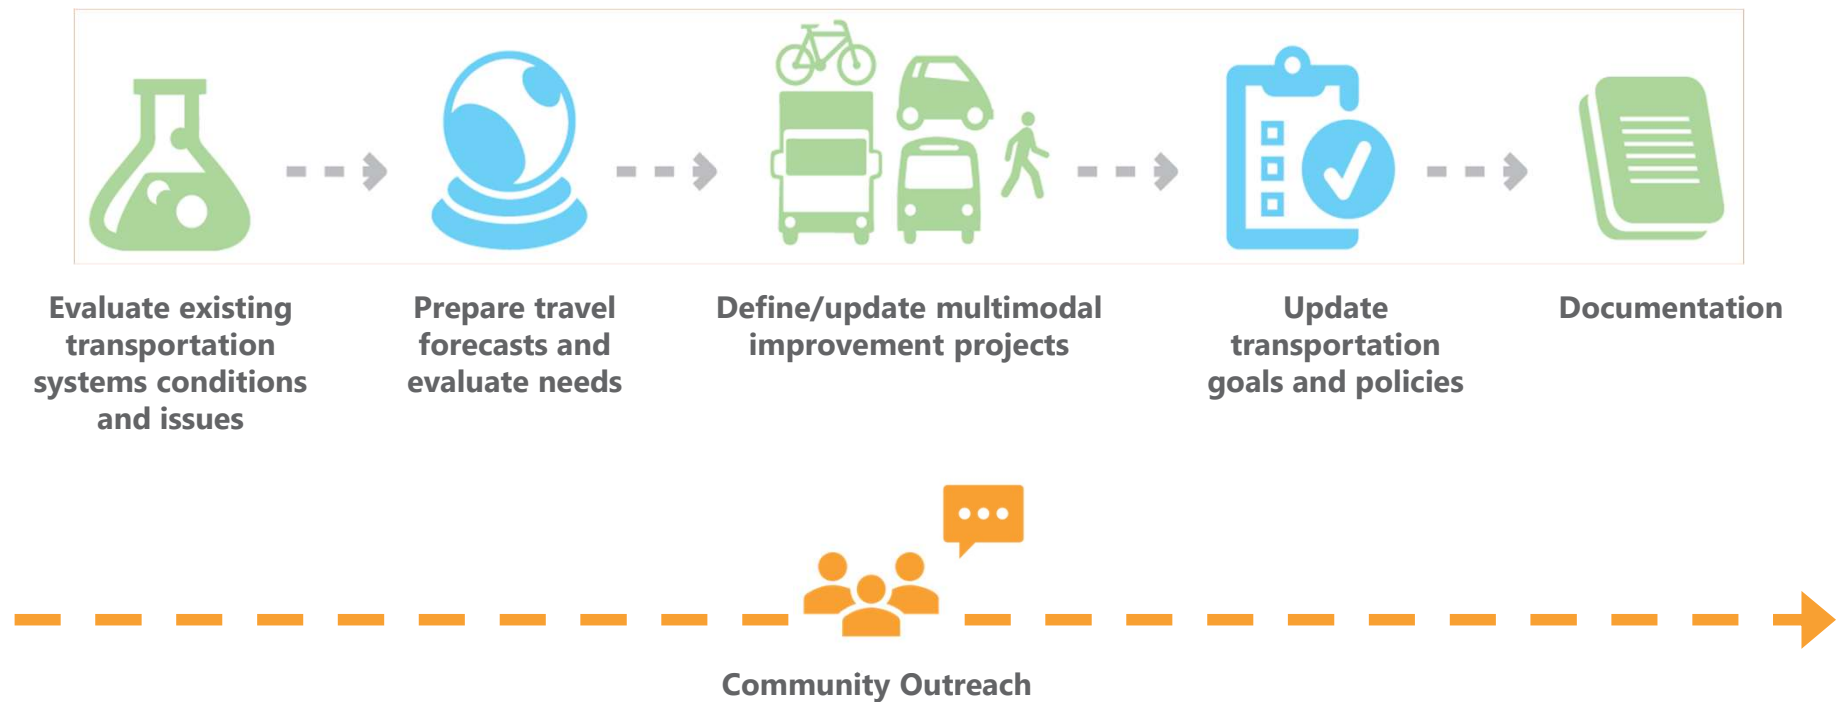 Evaluate existing
transportation
systems conditions
and issues
Prepare travel
forecasts and
evaluate needs
Define/update multimodal
improvement projects
Update
transportation
goals and policies
Documentation
Community Outreach